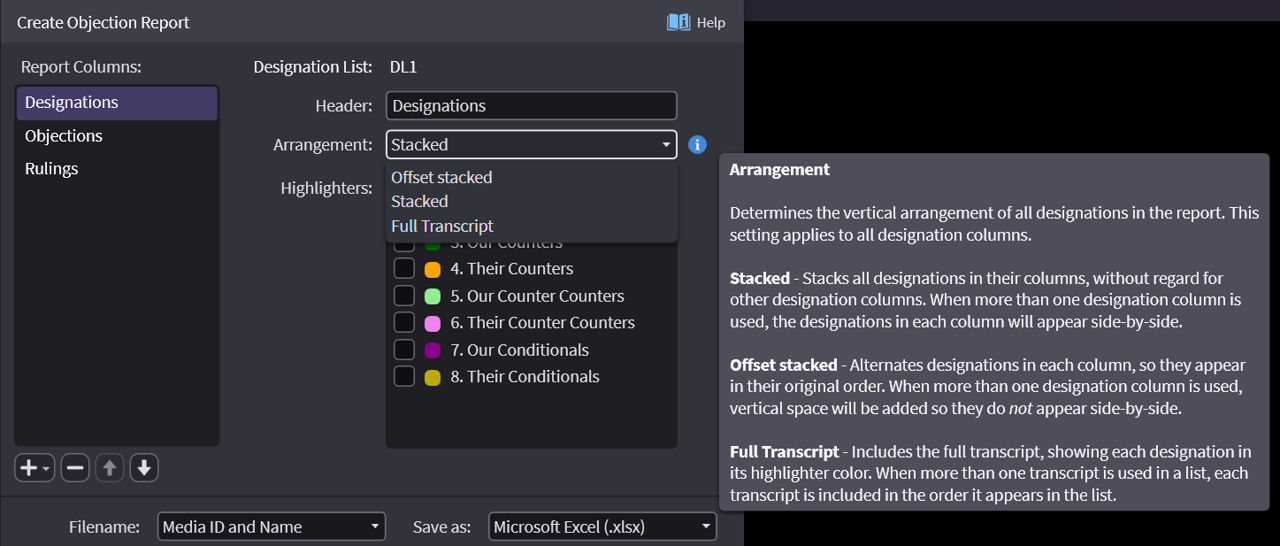 Create Objection Report
Help
Report Columns:
Designations
Objections
Rulings
Designation List: DL1
Header: Designations
Arrangement: Stacked
Offset stacked
Stacked
Full Transcript
Highlighters:
3. Our Counters
4. Their Counters
5. Our Counter Counters
6. Their Counter Counters
7. Our Conditionals
8. Their Conditionals
Filename: Media ID and Name
Save as: Microsoft Excel (.xlsx)
Arrangement
Determines the vertical arrangement of all designations in the report. This
setting applies to all designation columns.
Stacked - Stacks all designations in their columns, without regard for
other designation columns. When more than one designation column is
used, the designations in each column will appear side-by-side.
Offset stacked - Alternates designations in each column, so they appear
in their original order. When more than one designation column is used,
vertical space will be added so they do not appear side-by-side.
Full Transcript - Includes the full transcript, showing each designation in
its highlighter color. When more than one transcript is used in a list, each
transcript is included in the order it appears in the list.